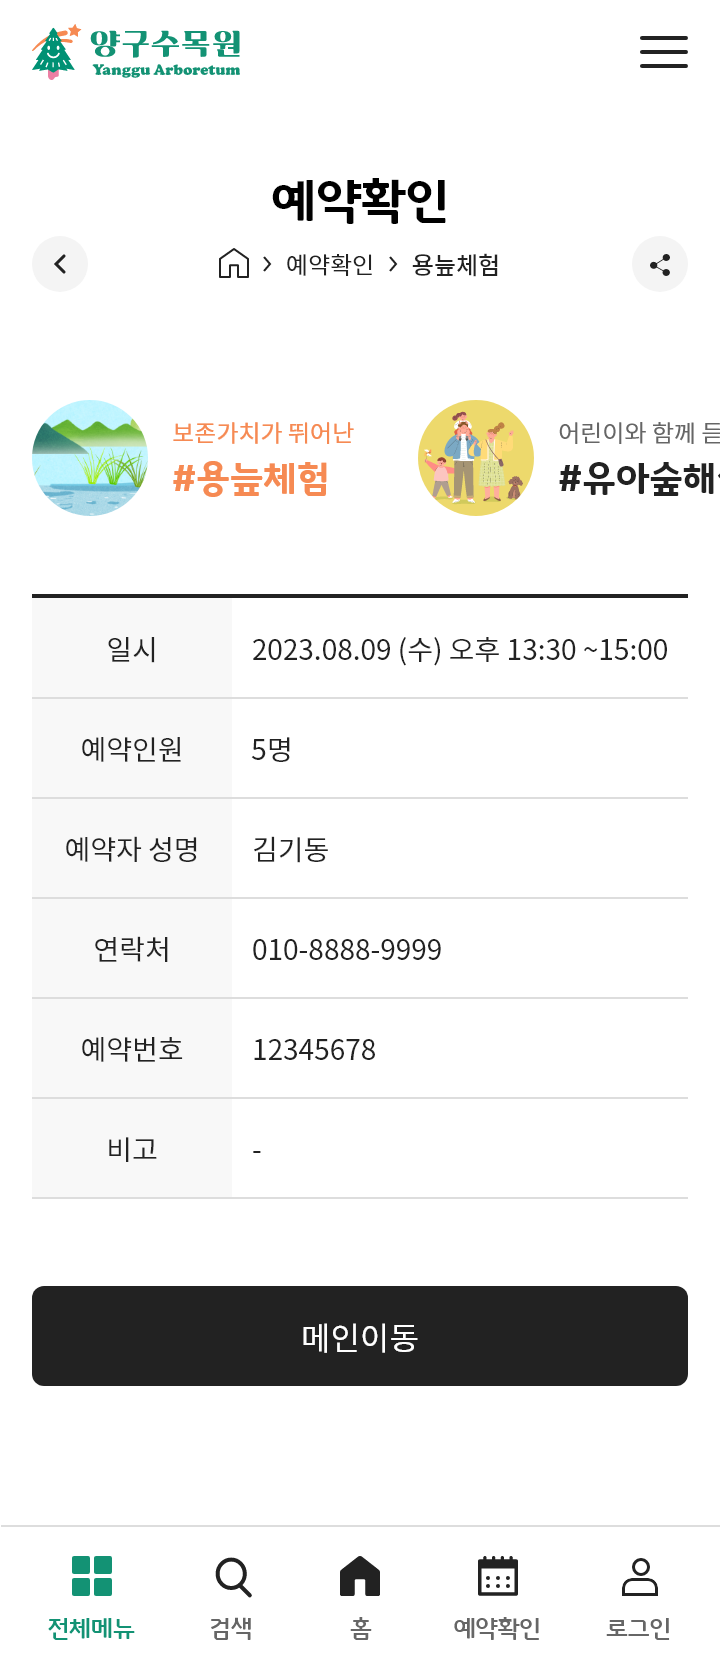 양구수목원
Yanggu Arboretum
예약확인
예약확인 > 용늪체험
보존가치가 뛰어난
#용늪체험
어린이와 함께 듣
#유아숲해
일시 2023.08.09 (수) 오후 13:30 ~15:00
예약인원 5명
예약자 성명 김기동
연락처 010-8888-9999
예약번호 12345678
비고 -
메인이동
전체메뉴 검색 홈 예약확인 로그인